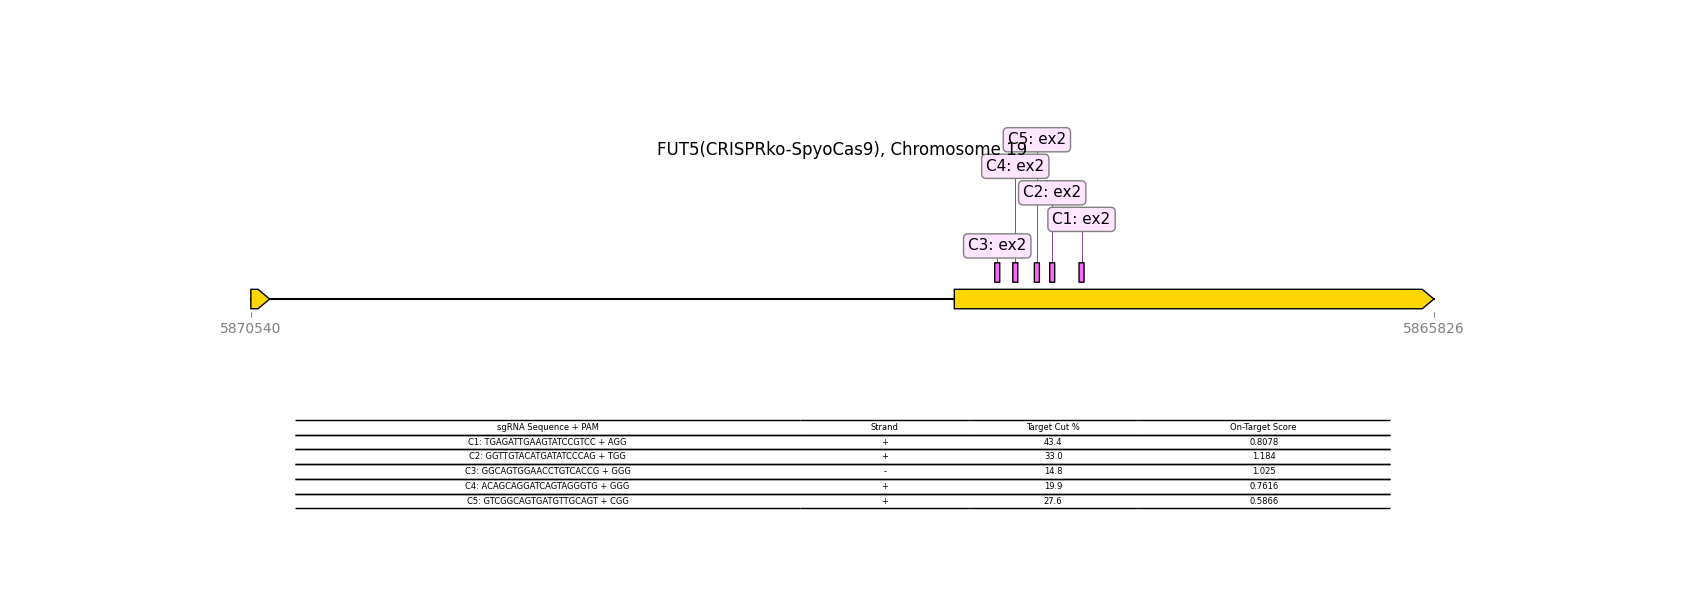 C5: ex2
FUT5(CRISPRko-SpyoCas9), Chromosome 19
C4: ex2
C2: ex2
C1: ex2
C3: ex2
5870540 5865826
sgRNA Sequence + PAM Strand Target Cut % On-Target Score
C1: TGAGATTGAAGTATCCGTCC + AGG + 43.4 0.8078
C2: GGTTGTACATGATATCCCAG + TGG + 33.0 1.184
C3: GGCAGTGGAACCTGTCACCG + GGG - 14.8 1.025
C4: ACAGCAGGATCAGTAGGGTG + GGG + 19.9 0.7616
C5: GTCGGCAGTGATGTTGCAGT + CGG + 27.6 0.5866